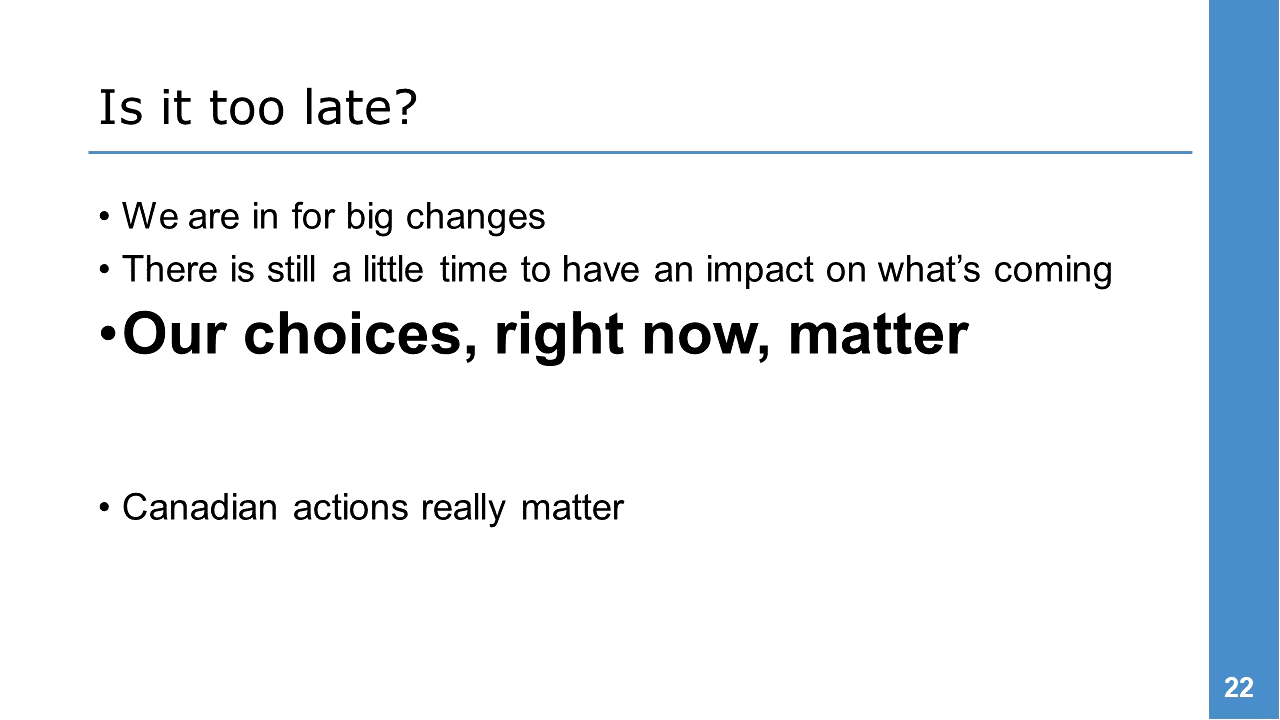 Is it too late?
• We are in for big changes
• There is still a little time to have an impact on what’s coming
•Our choices, right now, matter
• Canadian actions really matter
22